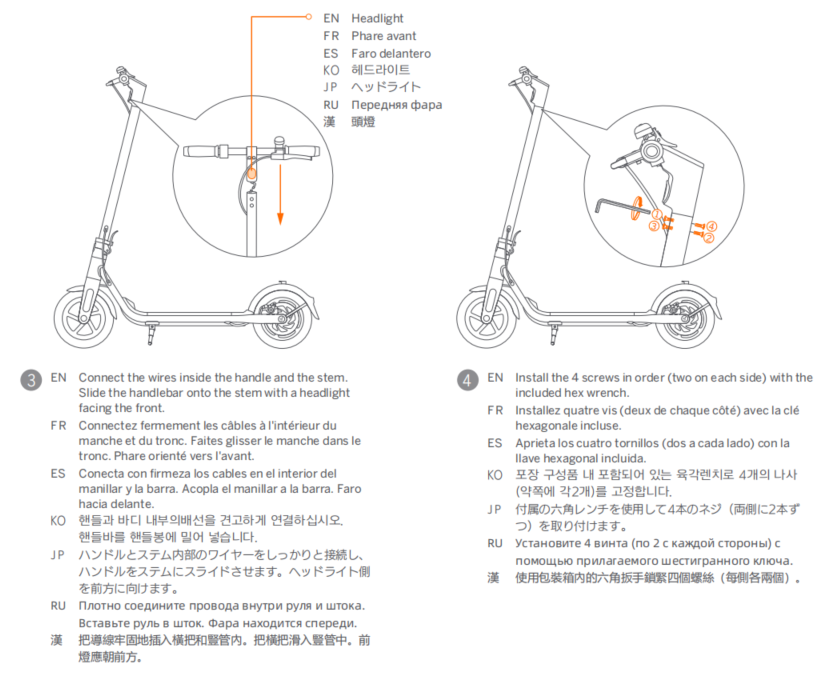 EN Headlight
FR Phare avant
ES Faro delantero
KO 헤드라이트
JP ヘッドライト
RU Передняя фара
漢 頭燈
① ④
③ ②
3 EN Connect the wires inside the handle and the stem.
Slide the handlebar onto the stem with a headlight
facing the front.
FR Connectez fermement les câbles à l'intérieur du
manche et du tronc. Faites glisser le manche dans le
tronc. Phare orienté vers l'avant.
ES Conecta con firmeza los cables en el interior del
manillar y la barra. Acopla el manillar a la barra. Faro
hacia delante.
KO 핸들과 바디 내부의배선을 견고하게 연결하십시오.
핸들바를 핸들봉에 밀어 넣습니다.
JP ハンドルとステム内部のワイヤーをしっかりと接続し、
ハンドルをステムにスライドさせます。ヘッドライト側
を前方に向けます。
RU Плотно соедините провода внутри руля и штока.
Вставьте руль в шток. Фара находится спереди.
漢 把導線牢固地插入橫把和豎管內。把橫把滑入豎管中。前
燈應朝前方。
4 EN Install the 4 screws in order (two on each side) with the
included hex wrench.
FR Installez quatre vis (deux de chaque côté) avec la clé
hexagonale incluse.
ES Aprieta los cuatro tornillos (dos a cada lado) con la
llave hexagonal incluida.
KO 포장 구성품 내 포함되어 있는 육각렌치로 4개의 나사
(약쪽에 각2개)를 고정합니다.
JP 付属の六角レンチを使用して4本のネジ（両側に2本ず
つ）を取り付けます。
RU Установите 4 винта (по 2 с каждой стороны) с
помощью прилагаемого шестигранного ключа.
漢 使用包裝箱內的六角扳手鎖緊四個螺絲（每側各兩個）。